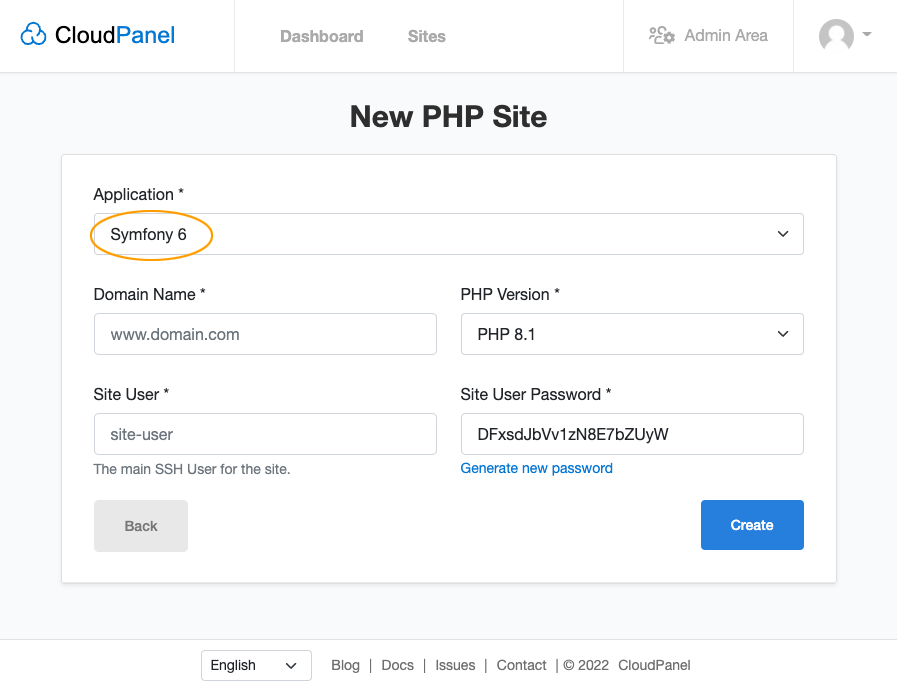 CloudPanel
Dashboard
Sites
Admin Area
New PHP Site
Application *
Symfony 6
Domain Name *
PHP Version *
www.domain.com
PHP 8.1
Site User *
Site User Password *
site-user
DFxsdJbVv1zN8E7bZUyW
The main SSH User for the site.
Generate new password
Back
Create
English
Blog | Docs | Issues | Contact | © 2022 CloudPanel